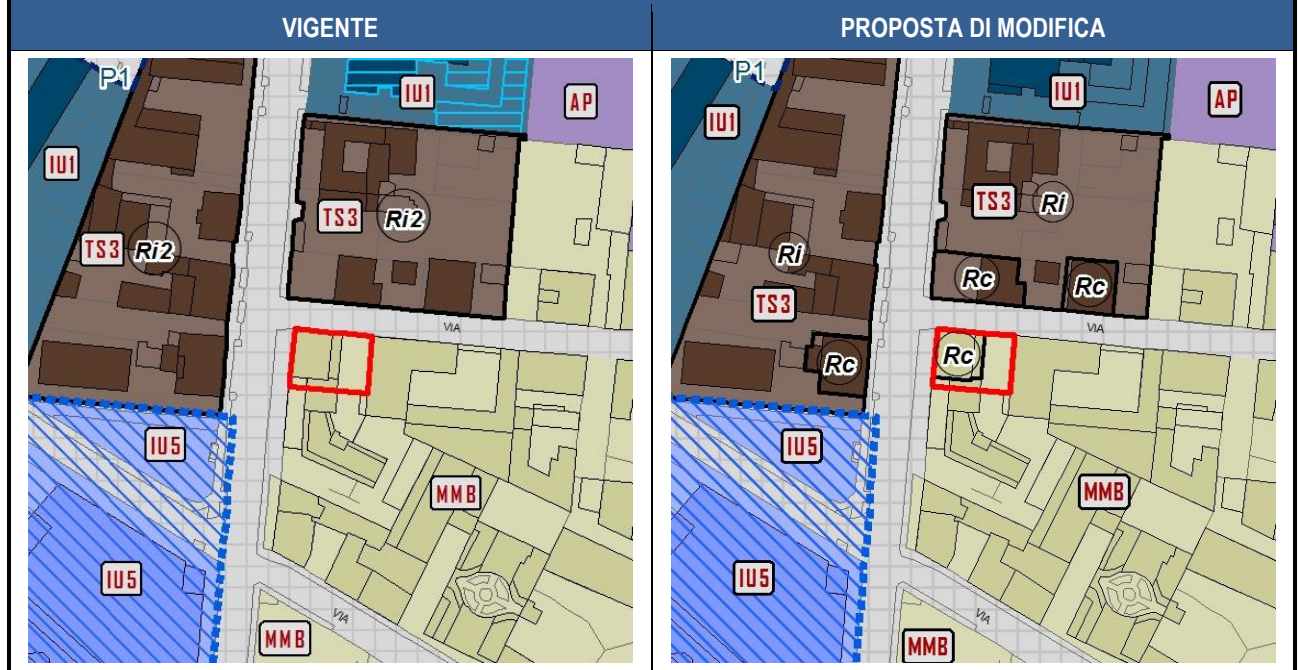 VIGENTE
PROPOSTA DI MODIFICA
P1
IU1
AP
IU1
TS3
Ri2
TS3
Ri2
VIA
IU5
MMB
IU5
VIA
MMB
P1
IU1
AP
IU1
TS3
Ri
Ri
Rc
Rc
TS3
VIA
Rc
Rc
IU5
MMB
IU5
VIA
MMB